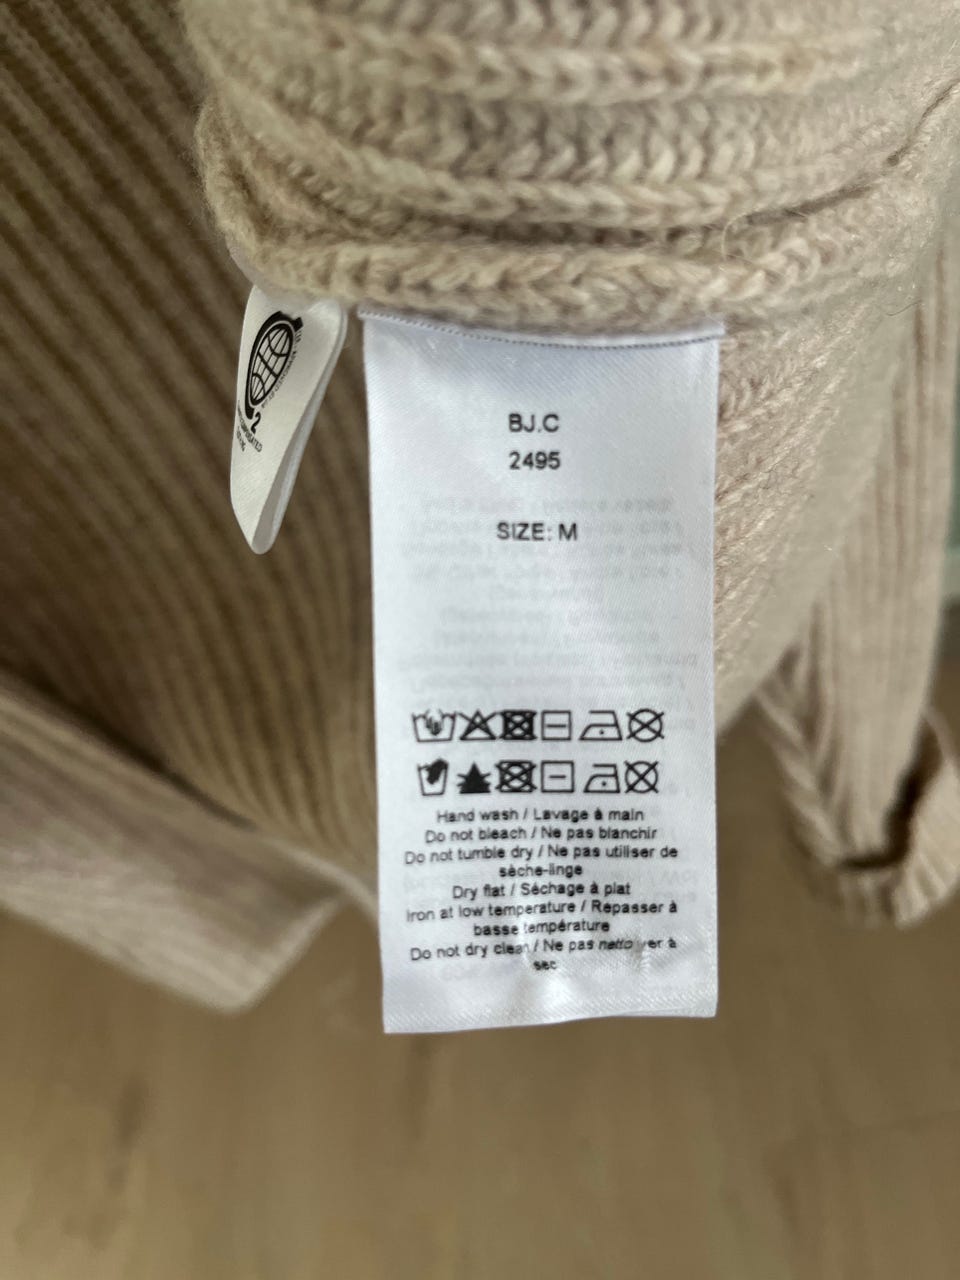 2
BJ.C
2495
SIZE: M
Hand wash / Lavage à main
Do not bleach / Ne pas blanchir
Do not tumble dry / Ne pas utiliser de
sèche-linge
Dry flat / Séchage à plat
Iron at low temperature / Repasser à
basse température
Do not dry clean / Ne pas nettoyer à
sec